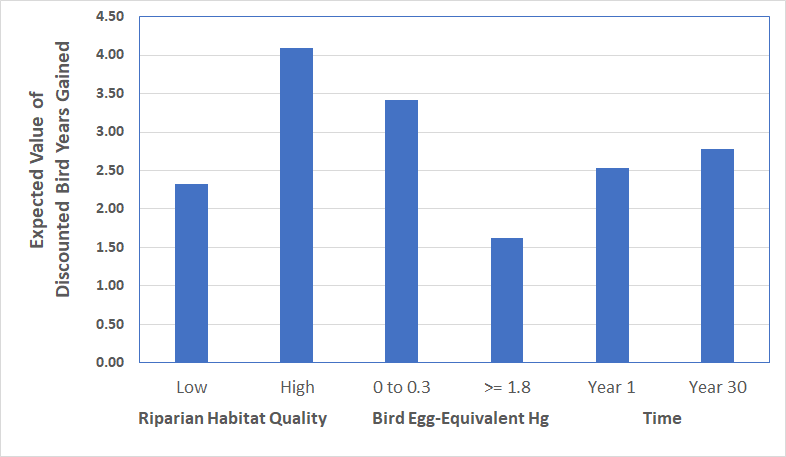 Expected Value of
Discounted Bird Years Gained
4.50
4.00
3.50
3.00
2.50
2.00
1.50
1.00
0.50
0.00
Low High 0 to 0.3 >= 1.8 Year 1 Year 30
Riparian Habitat Quality Bird Egg-Equivalent Hg Time